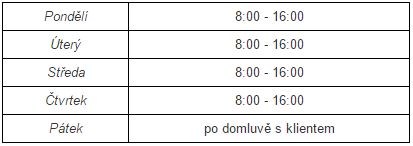 Pondělí 8:00 - 16:00
Úterý 8:00 - 16:00
Středa 8:00 - 16:00
Čtvrtek 8:00 - 16:00
Pátek po domluvě s klientem